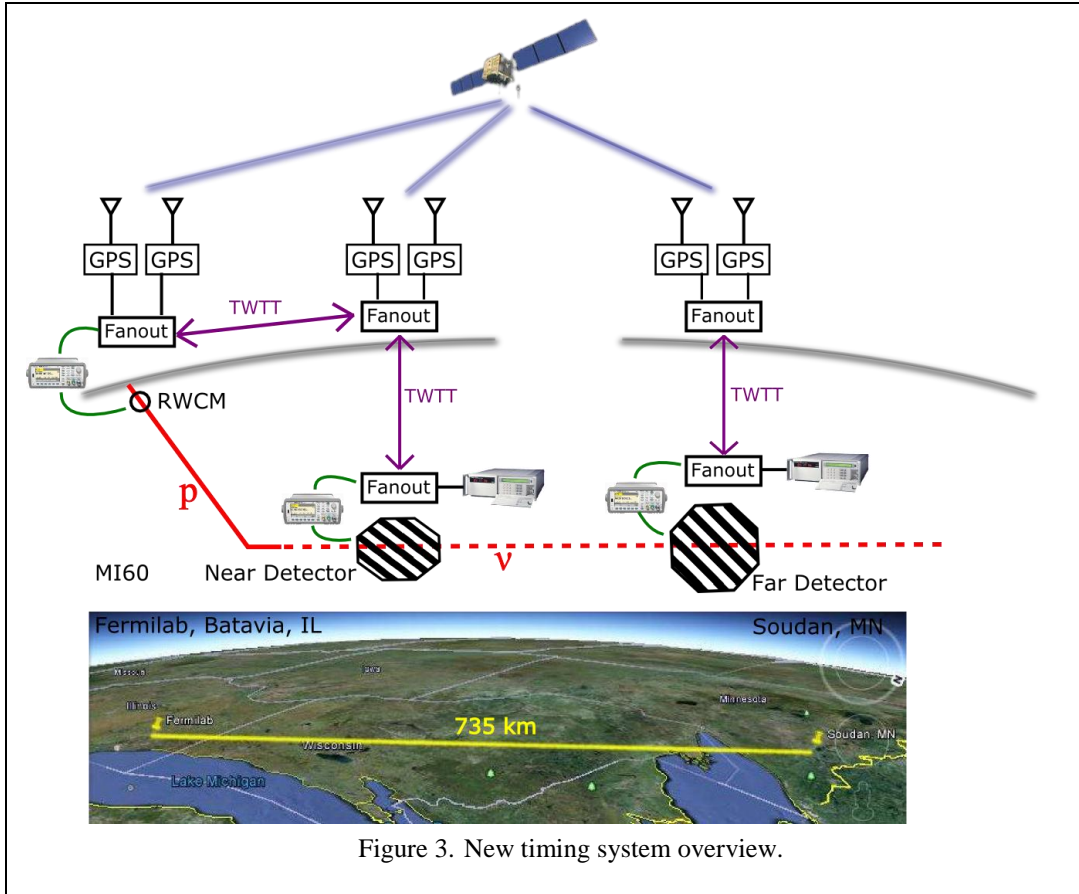 GPS GPS GPS GPS GPS GPS
TWTT
Fanout Fanout Fanout
RWCM
TWTT TWTT
Fanout Fanout
p
ν
MI60 Near Detector Far Detector
Fermilab, Batavia, IL Soudan, MN
Missouri Iowa
Illinois Minnesota
Fermilab 735 km Soudan, MN
Wisconsin
Lake Michigan
Figure 3. New timing system overview.